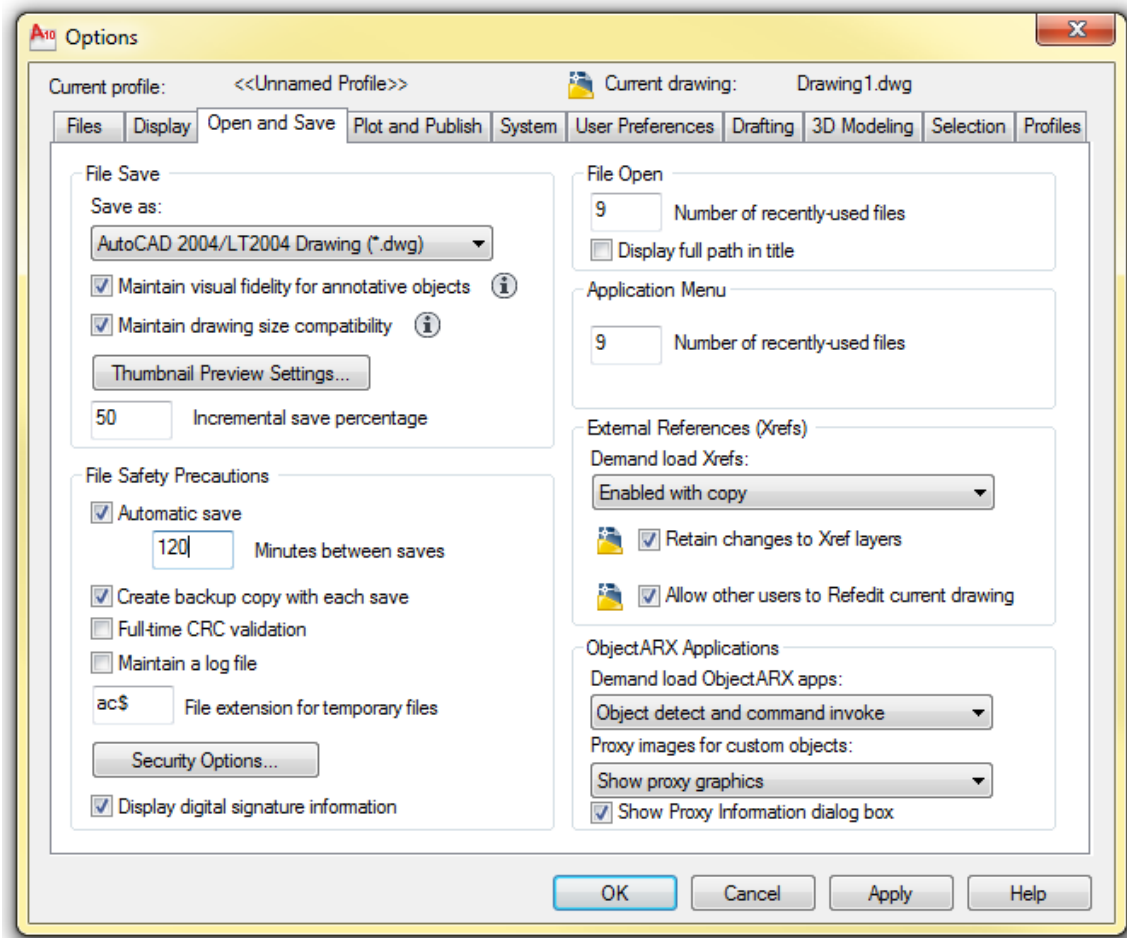 A10 Options
Current profile: <<Unnamed Profile>> Current drawing: Drawing1.dwg
Files Display Open and Save Plot and Publish System User Preferences Drafting 3D Modeling Selection Profiles
File Save
Save as:
AutoCAD 2004/LT2004 Drawing (*.dwg)
Maintain visual fidelity for annotative objects
Maintain drawing size compatibility
Thumbnail Preview Settings...
50 Incremental save percentage
File Safety Precautions
Automatic save
120 Minutes between saves
Create backup copy with each save
Full-time CRC validation
Maintain a log file
ac$ File extension for temporary files
Security Options...
Display digital signature information
File Open
9 Number of recently-used files
Display full path in title
Application Menu
9 Number of recently-used files
External References (Xrefs)
Demand load Xrefs:
Enabled with copy
Retain changes to Xref layers
Allow other users to Refedit current drawing
ObjectARX Applications
Demand load ObjectARX apps:
Object detect and command invoke
Proxy images for custom objects:
Show proxy graphics
Show Proxy Information dialog box
OK Cancel Apply Help